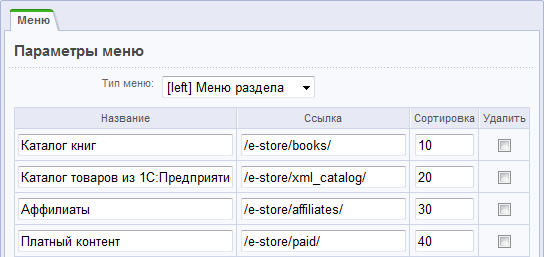 Меню
Параметры меню
Тип меню: [left] Меню раздела
Название Ссылка Сортировка Удалить
Каталог книг /e-store/books/ 10
Каталог товаров из 1С:Предприяти /e-store/xml_catalog/ 20
Аффилиаты /e-store/affiliates/ 30
Платный контент /e-store/paid/ 40